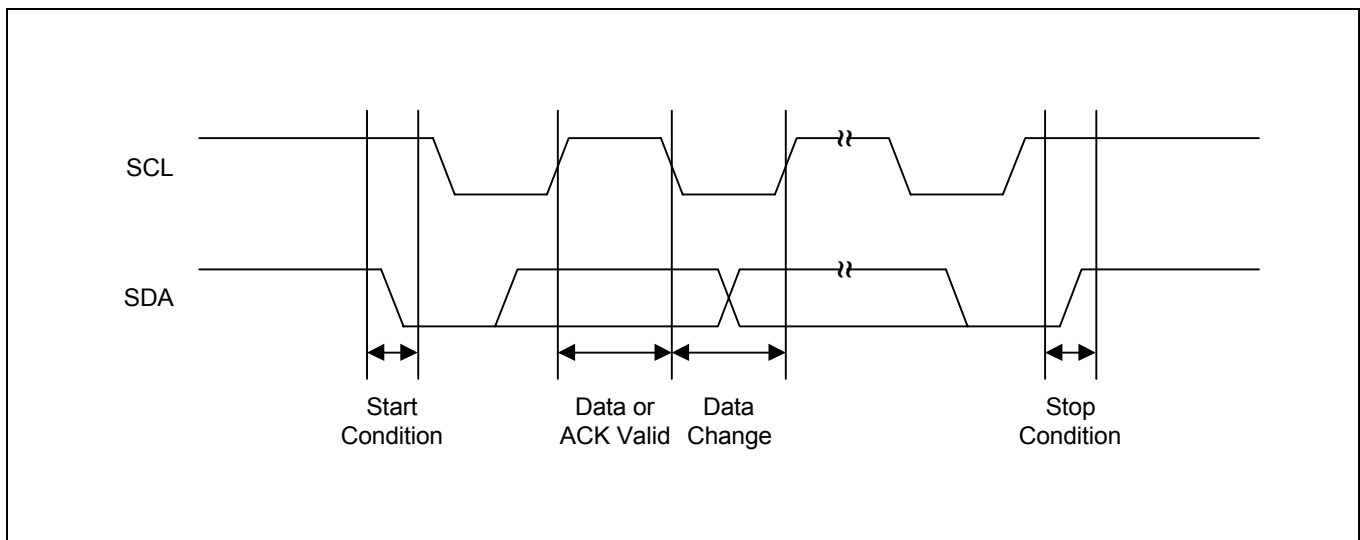 SCL
SDA
Start
Condition
Data or
ACK Valid
Data
Change
Stop
Condition